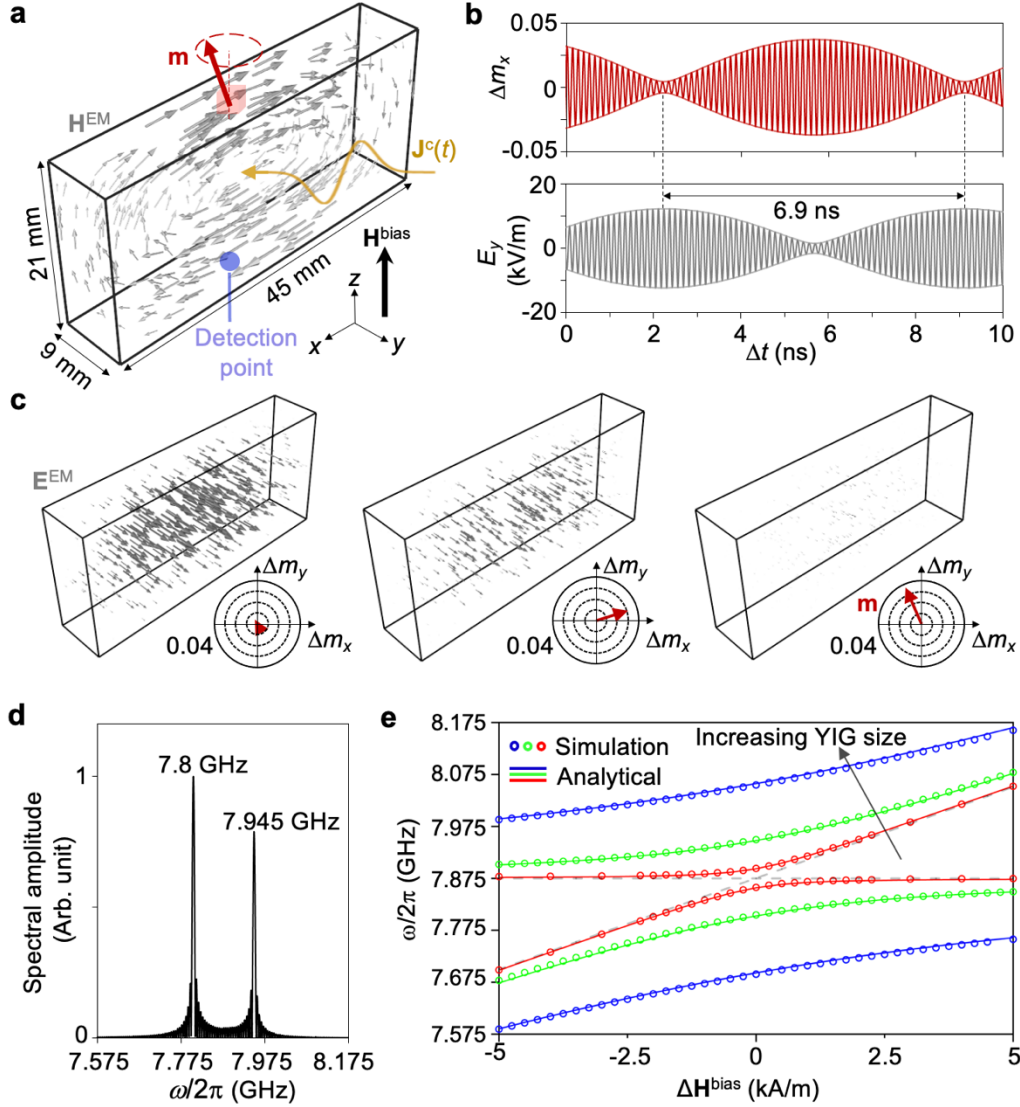 a
m
H^EM
J^c(t)
21 mm
9 mm
45 mm
H^bias
z
x
y
Detection
point
b
Δm_x
0.05
0
-0.05
E_y
(kV/m)
20
10
0
-20
6.9 ns
0 2 4 6 8 10
Δt (ns)
c
E^EM
Δm_y
0.04
Δm_x
Δm_y
0.04
Δm_x
m
Δm_y
0.04
Δm_x
d
Spectral amplitude
(Arb. unit)
1
0
7.8 GHz
7.945 GHz
7.575 7.775 7.975 8.175
ω/2π (GHz)
e
ω/2π (GHz)
8.175
8.075
7.975
7.875
7.775
7.675
7.575
Simulation
Analytical
Increasing YIG size
-5 -2.5 0 2.5 5
ΔH^bias (kA/m)